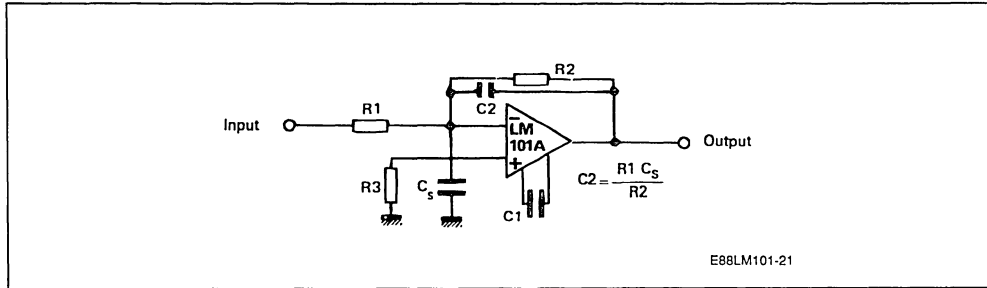 R2
C2
R1
Input
–
LM
101A
+
Output
R3
Cs
C1
C2 = R1 Cs
R2
E88LM101-21